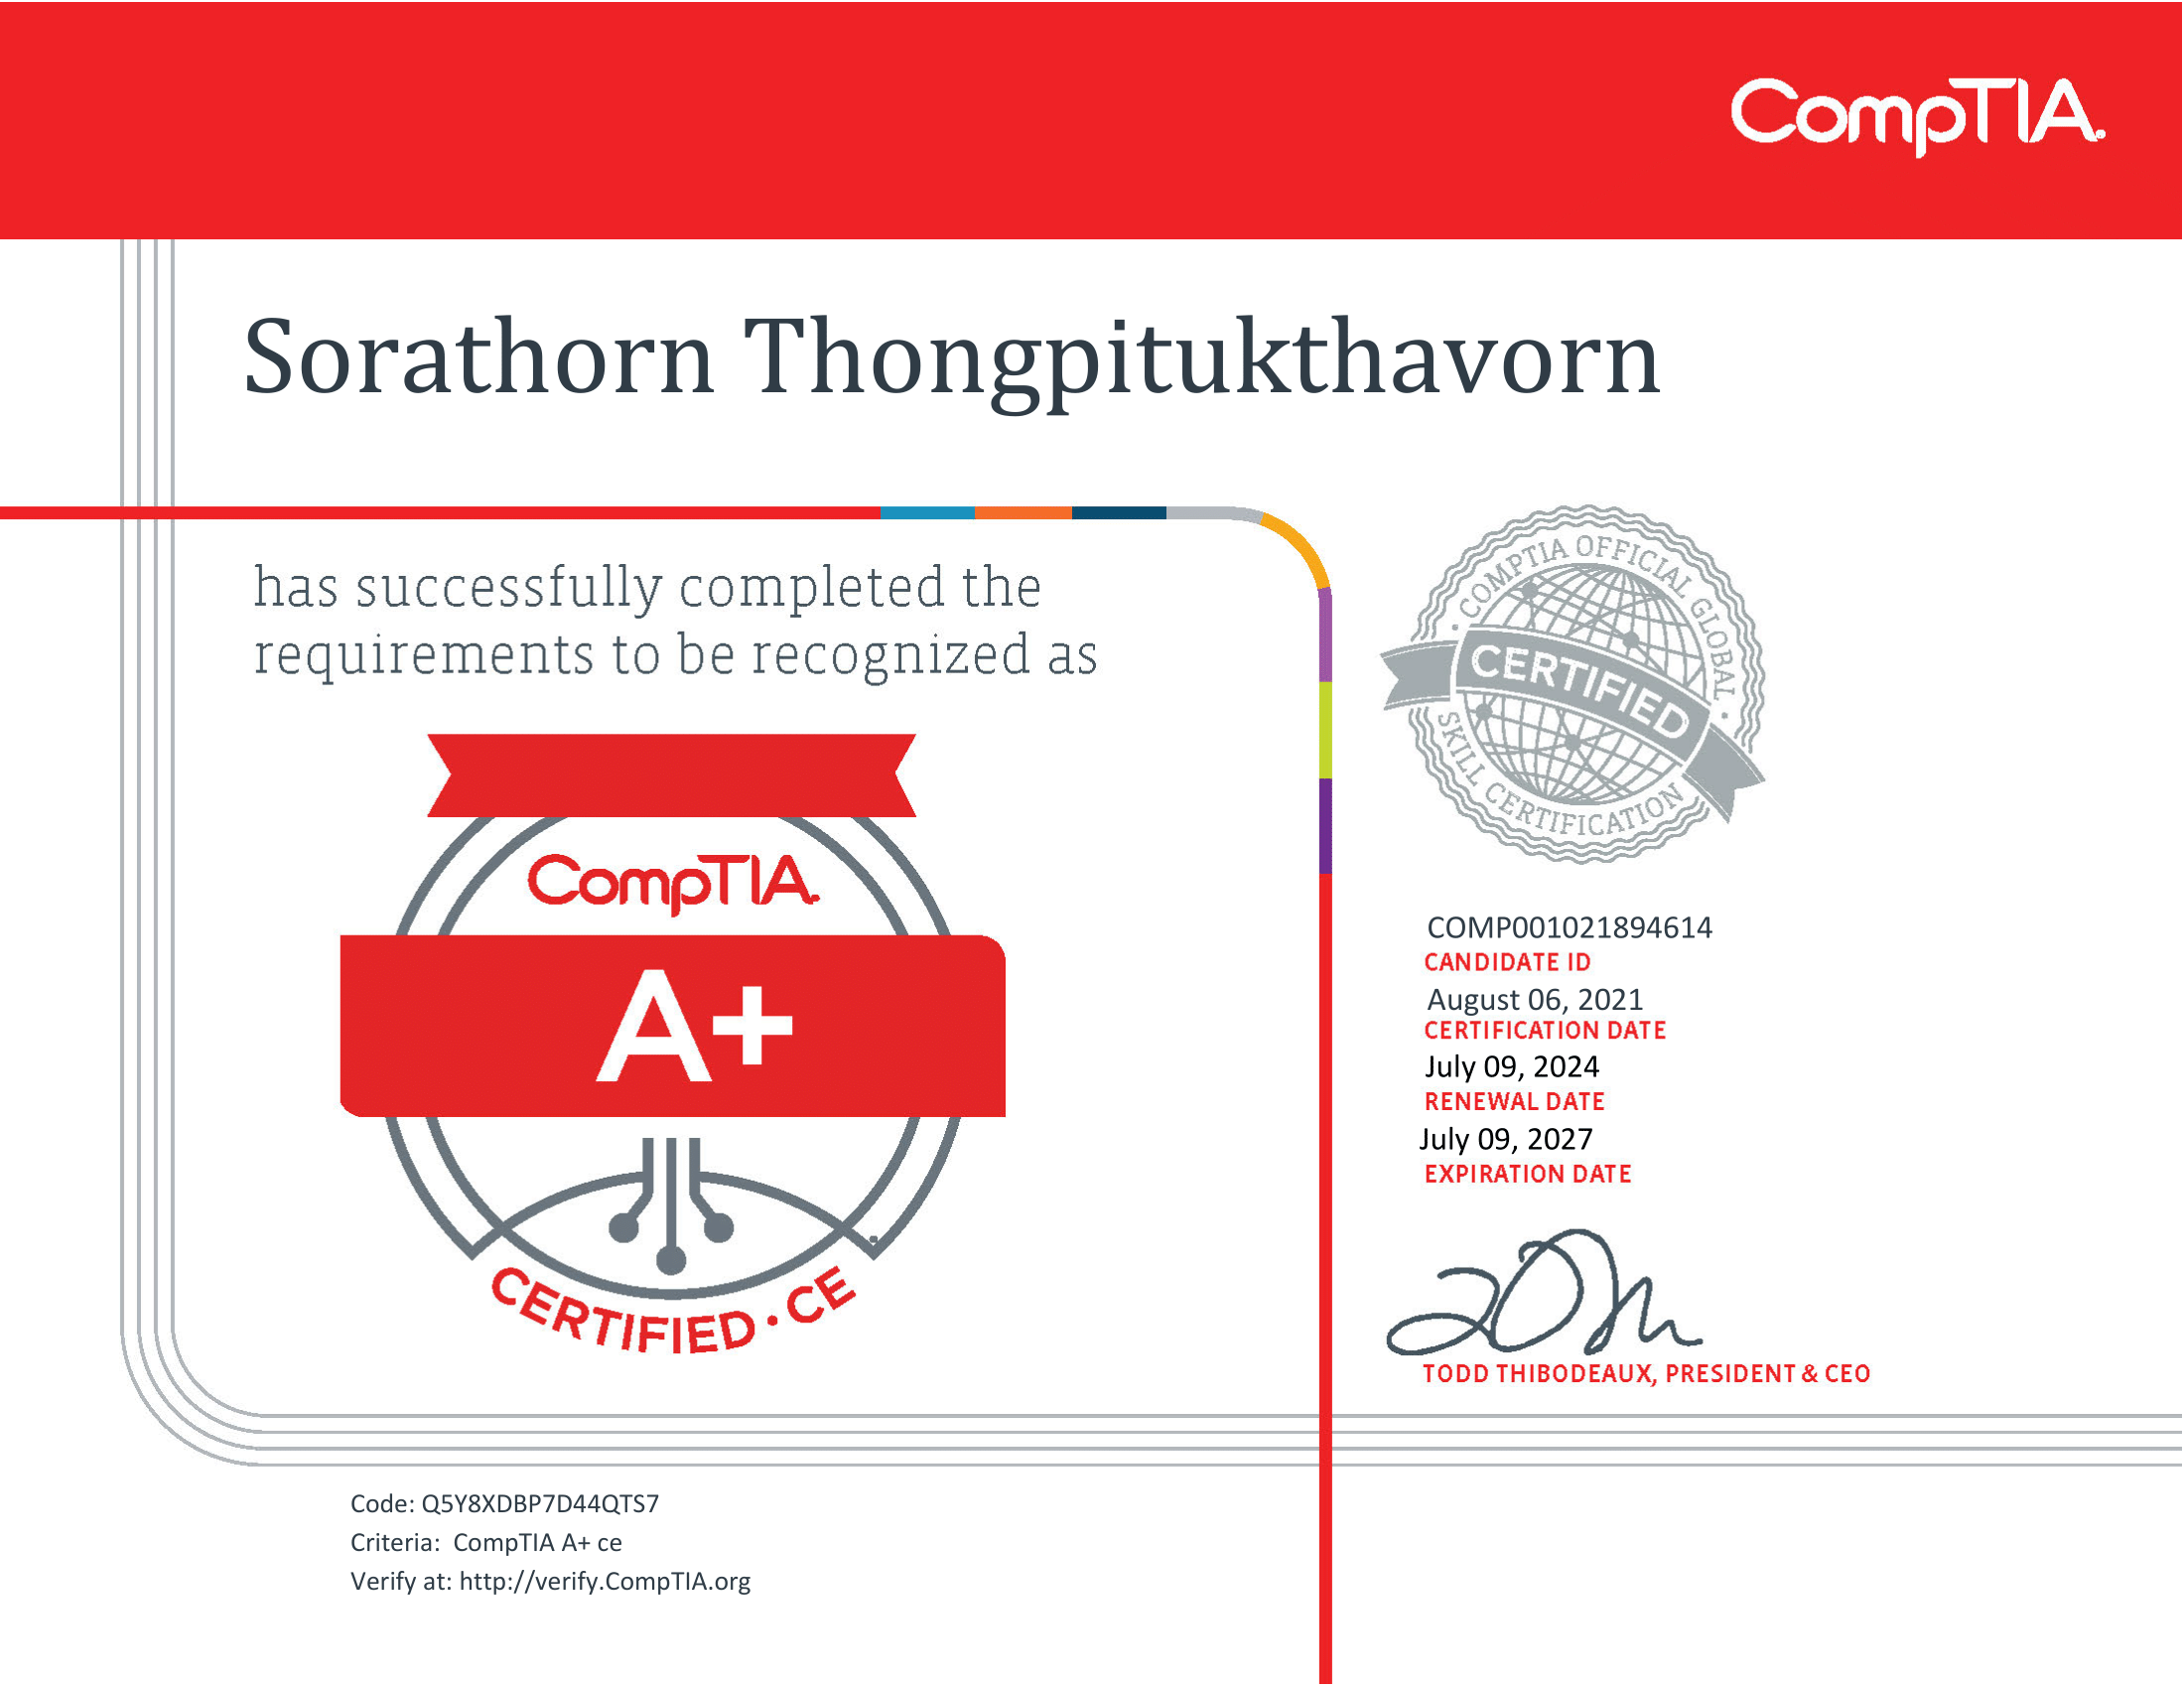 CompTIA.
Sorathorn Thongpitukthavorn
has successfully completed the
requirements to be recognized as
CompTIA.
A+
CERTIFIED • CE
• COMPTIA OFFICIAL GLOBAL •
CERTIFIED
SKILL CERTIFICATION
COMP001021894614
CANDIDATE ID
August 06, 2021
CERTIFICATION DATE
July 09, 2024
RENEWAL DATE
July 09, 2027
EXPIRATION DATE
TODD THIBODEAUX, PRESIDENT & CEO
Code: Q5Y8XDBP7D44QTS7
Criteria:  CompTIA A+ ce
Verify at: http://verify.CompTIA.org